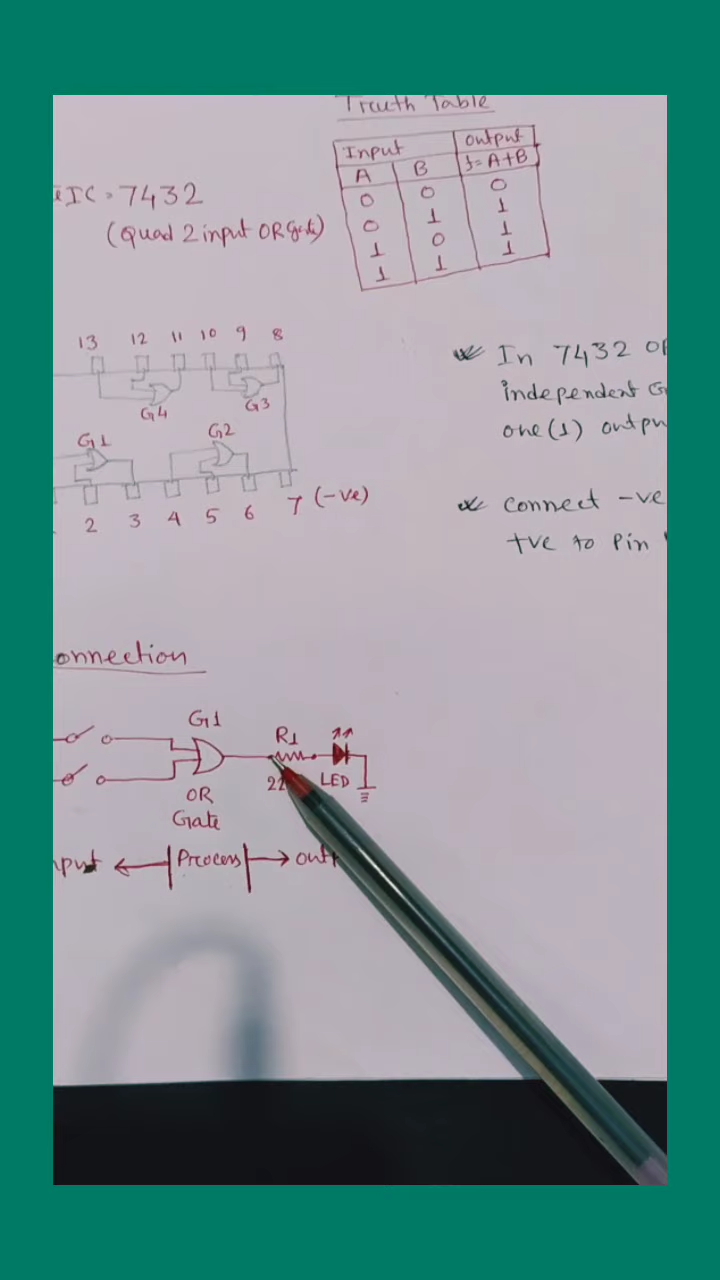 Truth Table
Input Output
A B f=A+B
0 0 0
0 1 1
1 0 1
1 1 1
IC = 7432
(Quad 2 input OR gate)
13 12 11 10 9 8
G4 G3
G1 G2
2 3 4 5 6 7 (-ve)
* In 7432
independent
one(1)
* Connect -ve
+ve to Pin
onnection
G1
R1
LED
OR
Gate
Process